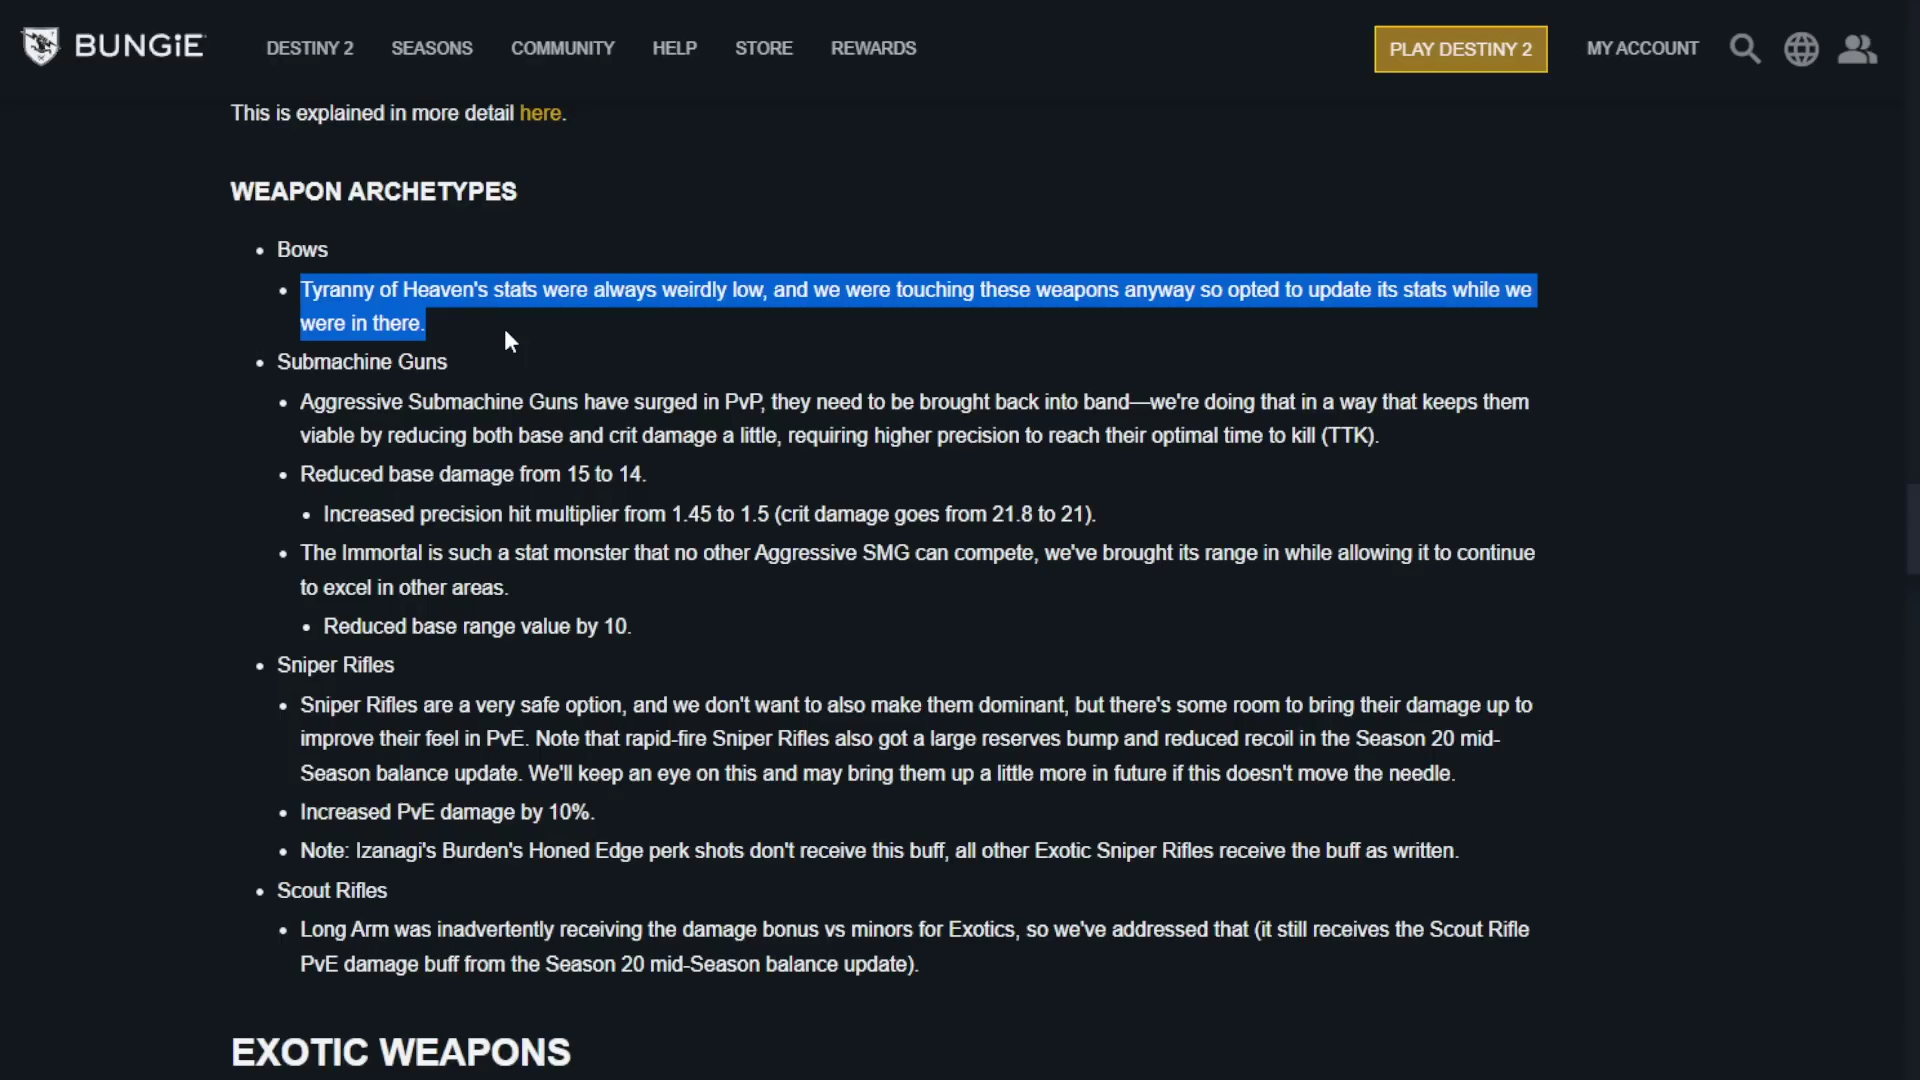 BUNGiE
DESTINY 2
SEASONS
COMMUNITY
HELP
STORE
REWARDS
PLAY DESTINY 2
MY ACCOUNT
This is explained in more detail here.
WEAPON ARCHETYPES
• Bows
• Tyranny of Heaven's stats were always weirdly low, and we were touching these weapons anyway so opted to update its stats while we
were in there.
• Submachine Guns
• Aggressive Submachine Guns have surged in PvP, they need to be brought back into band—we're doing that in a way that keeps them
viable by reducing both base and crit damage a little, requiring higher precision to reach their optimal time to kill (TTK).
• Reduced base damage from 15 to 14.
• Increased precision hit multiplier from 1.45 to 1.5 (crit damage goes from 21.8 to 21).
• The Immortal is such a stat monster that no other Aggressive SMG can compete, we've brought its range in while allowing it to continue
to excel in other areas.
• Reduced base range value by 10.
• Sniper Rifles
• Sniper Rifles are a very safe option, and we don't want to also make them dominant, but there's some room to bring their damage up to
improve their feel in PvE. Note that rapid-fire Sniper Rifles also got a large reserves bump and reduced recoil in the Season 20 mid-
Season balance update. We'll keep an eye on this and may bring them up a little more in future if this doesn't move the needle.
• Increased PvE damage by 10%.
• Note: Izanagi's Burden's Honed Edge perk shots don't receive this buff, all other Exotic Sniper Rifles receive the buff as written.
• Scout Rifles
• Long Arm was inadvertently receiving the damage bonus vs minors for Exotics, so we've addressed that (it still receives the Scout Rifle
PvE damage buff from the Season 20 mid-Season balance update).
EXOTIC WEAPONS